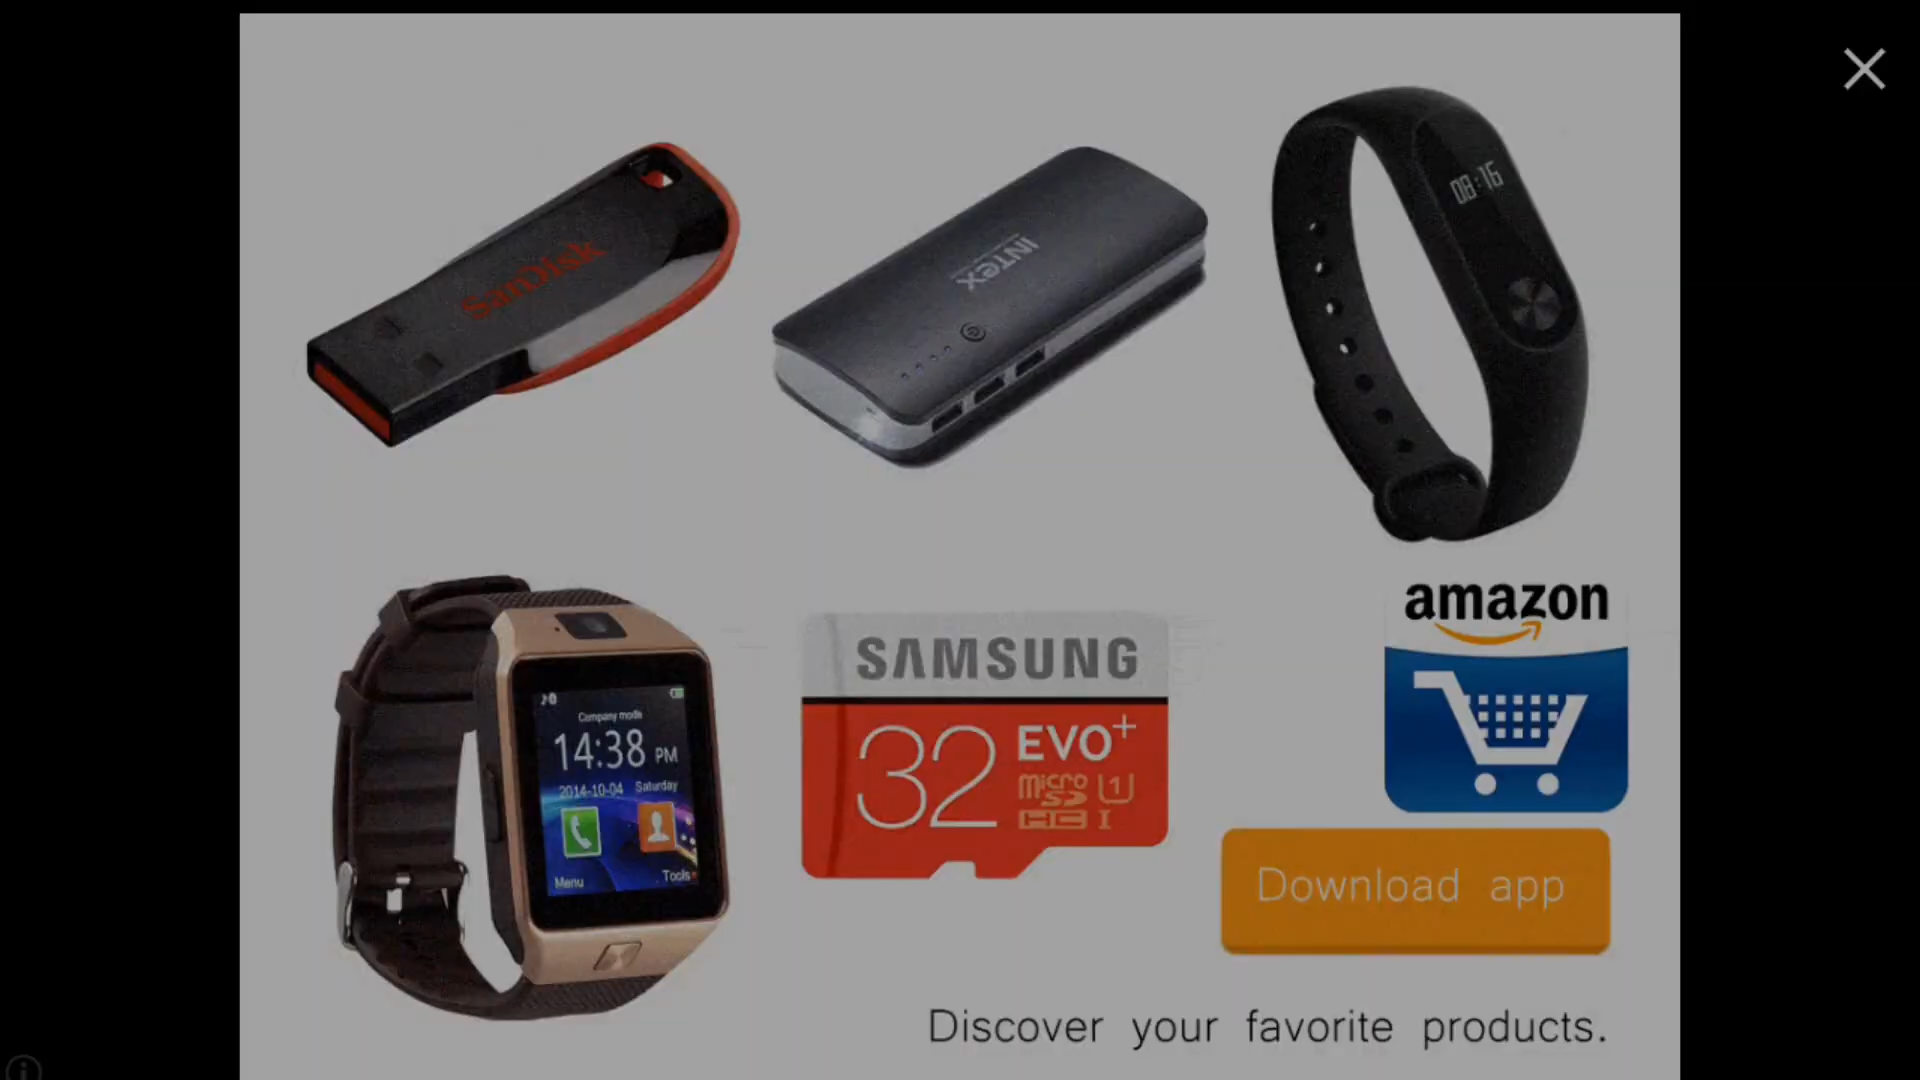 SanDisk
INTEX
08:16
Company mode
14:38 PM
2014-10-04 Saturday
Menu Tools
SAMSUNG
32 EVO+
micro SD U1
HC I
amazon
Download app
Discover your favorite products.